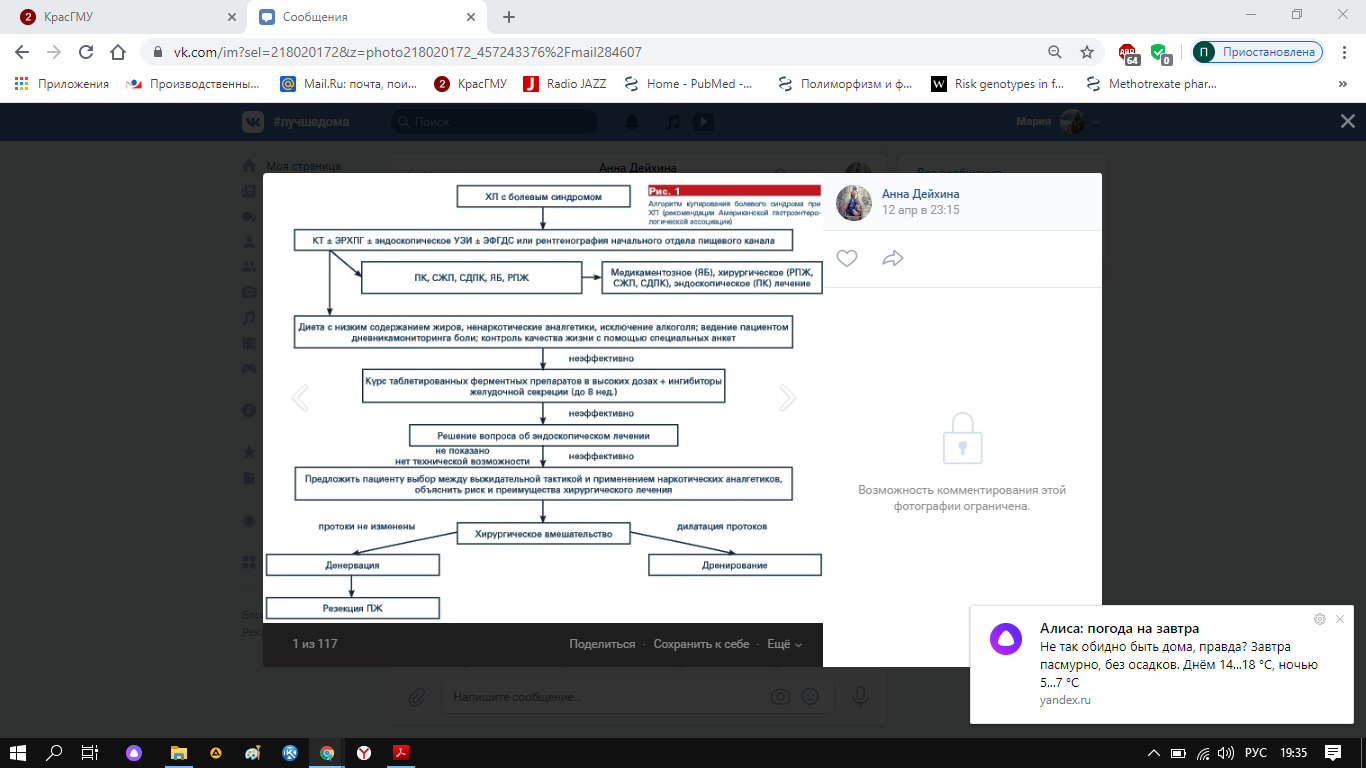 КрасГМУ
Сообщения
vk.com/im?sel=218020172&z=photo218020172_457243376%2Fmail284607
64
0
П
Приостановлена
Приложения
Производственны...
Mail.Ru: почта, пои...
2
КрасГМУ
Radio JAZZ
Home - PubMed -...
Полиморфизм и ф...
W
Risk genotypes in f...
Methotrexate phar...
#лучшедома
Поиск
Мария
Моя страница
Анна Дейхина
ХП с болевым синдромом
Рис. 1
Алгоритм купирования болевого синдрома при
ХП (рекомендации Американской гастроэнтеро-
логической ассоциации)
КТ ± ЭРХПГ ± эндоскопическое УЗИ ± ЭФГДС или рентгенография начального отдела пищевого канала
ПК, СЖП, СДПК, ЯБ, РПЖ
Медикаментозное (ЯБ), хирургическое (РПЖ,
СЖП, СДПК), эндоскопическое (ПК) лечение
Диета с низким содержанием жиров, ненаркотические аналгетики, исключение алкоголя; ведение пациентом
дневникамониторинга боли; контроль качества жизни с помощью специальных анкет
неэффективно
Курс таблетированных ферментных препаратов в высоких дозах + ингибиторы
желудочной секреции (до 8 нед.)
неэффективно
Решение вопроса об эндоскопическом лечении
не показано
нет технической возможности
неэффективно
Предложить пациенту выбор между выжидательной тактикой и применением наркотических аналгетиков,
объяснить риск и преимущества хирургического лечения
протоки не изменены
Хирургическое вмешательство
дилатация протоков
Денервация
Дренирование
Резекция ПЖ
1 из 117
Поделиться · Сохранить к себе · Ещё
Анна Дейхина
12 апр в 23:15
Возможность комментирования этой
фотографии ограничена.
Напишите сообщение...
Алиса: погода на завтра
Не так обидно быть дома, правда? Завтра
пасмурно, без осадков. Днём 14...18 °C, ночью
5...7 °C
yandex.ru
РУС
19:35